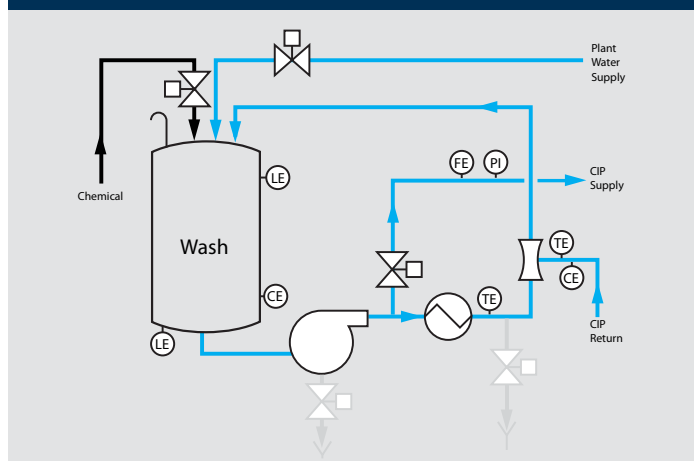 Plant
Water
Supply
FE
PI
CIP
Supply
LE
Chemical
Wash
TE
CE
CE
TE
LE
CIP
Return